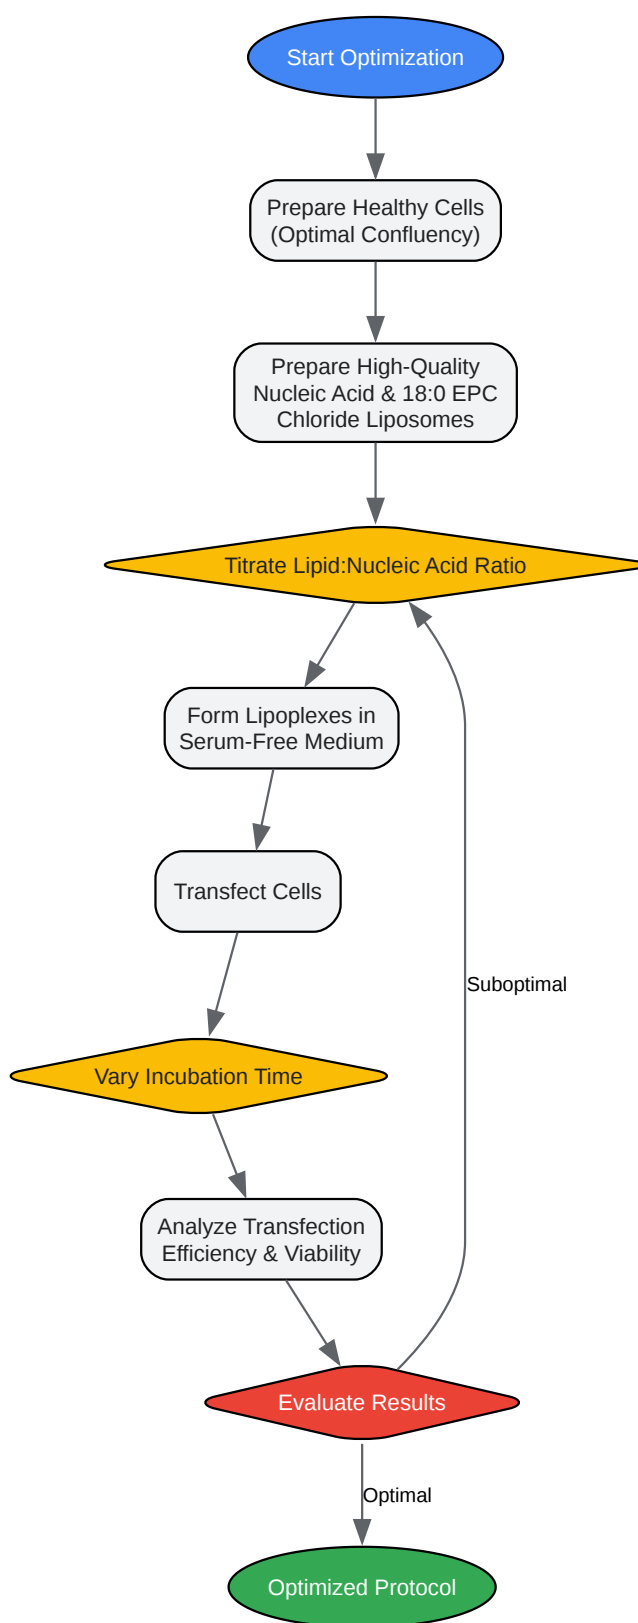 Start Optimization
Prepare Healthy Cells
(Optimal Confluency)
Prepare High-Quality
Nucleic Acid & 18:0 EPC
Chloride Liposomes
Titrate Lipid:Nucleic Acid Ratio
Form Lipoplexes in
Serum-Free Medium
Transfect Cells
Suboptimal
Vary Incubation Time
Analyze Transfection
Efficiency & Viability
Evaluate Results
Optimal
Optimized Protocol